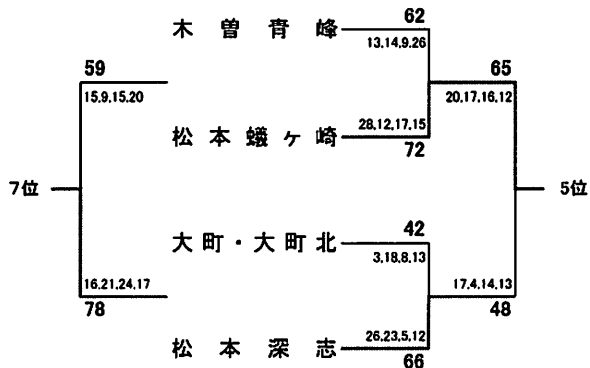 木曽青峰
62
13,14,9,26
59
15,9,15,20
65
20,17,16,12
松本蟻ヶ崎
28,12,17,15
72
7位
5位
大町・大町北
42
3,18,8,13
16,21,24,17
78
17,4,14,13
48
松本深志
26,23,5,12
66